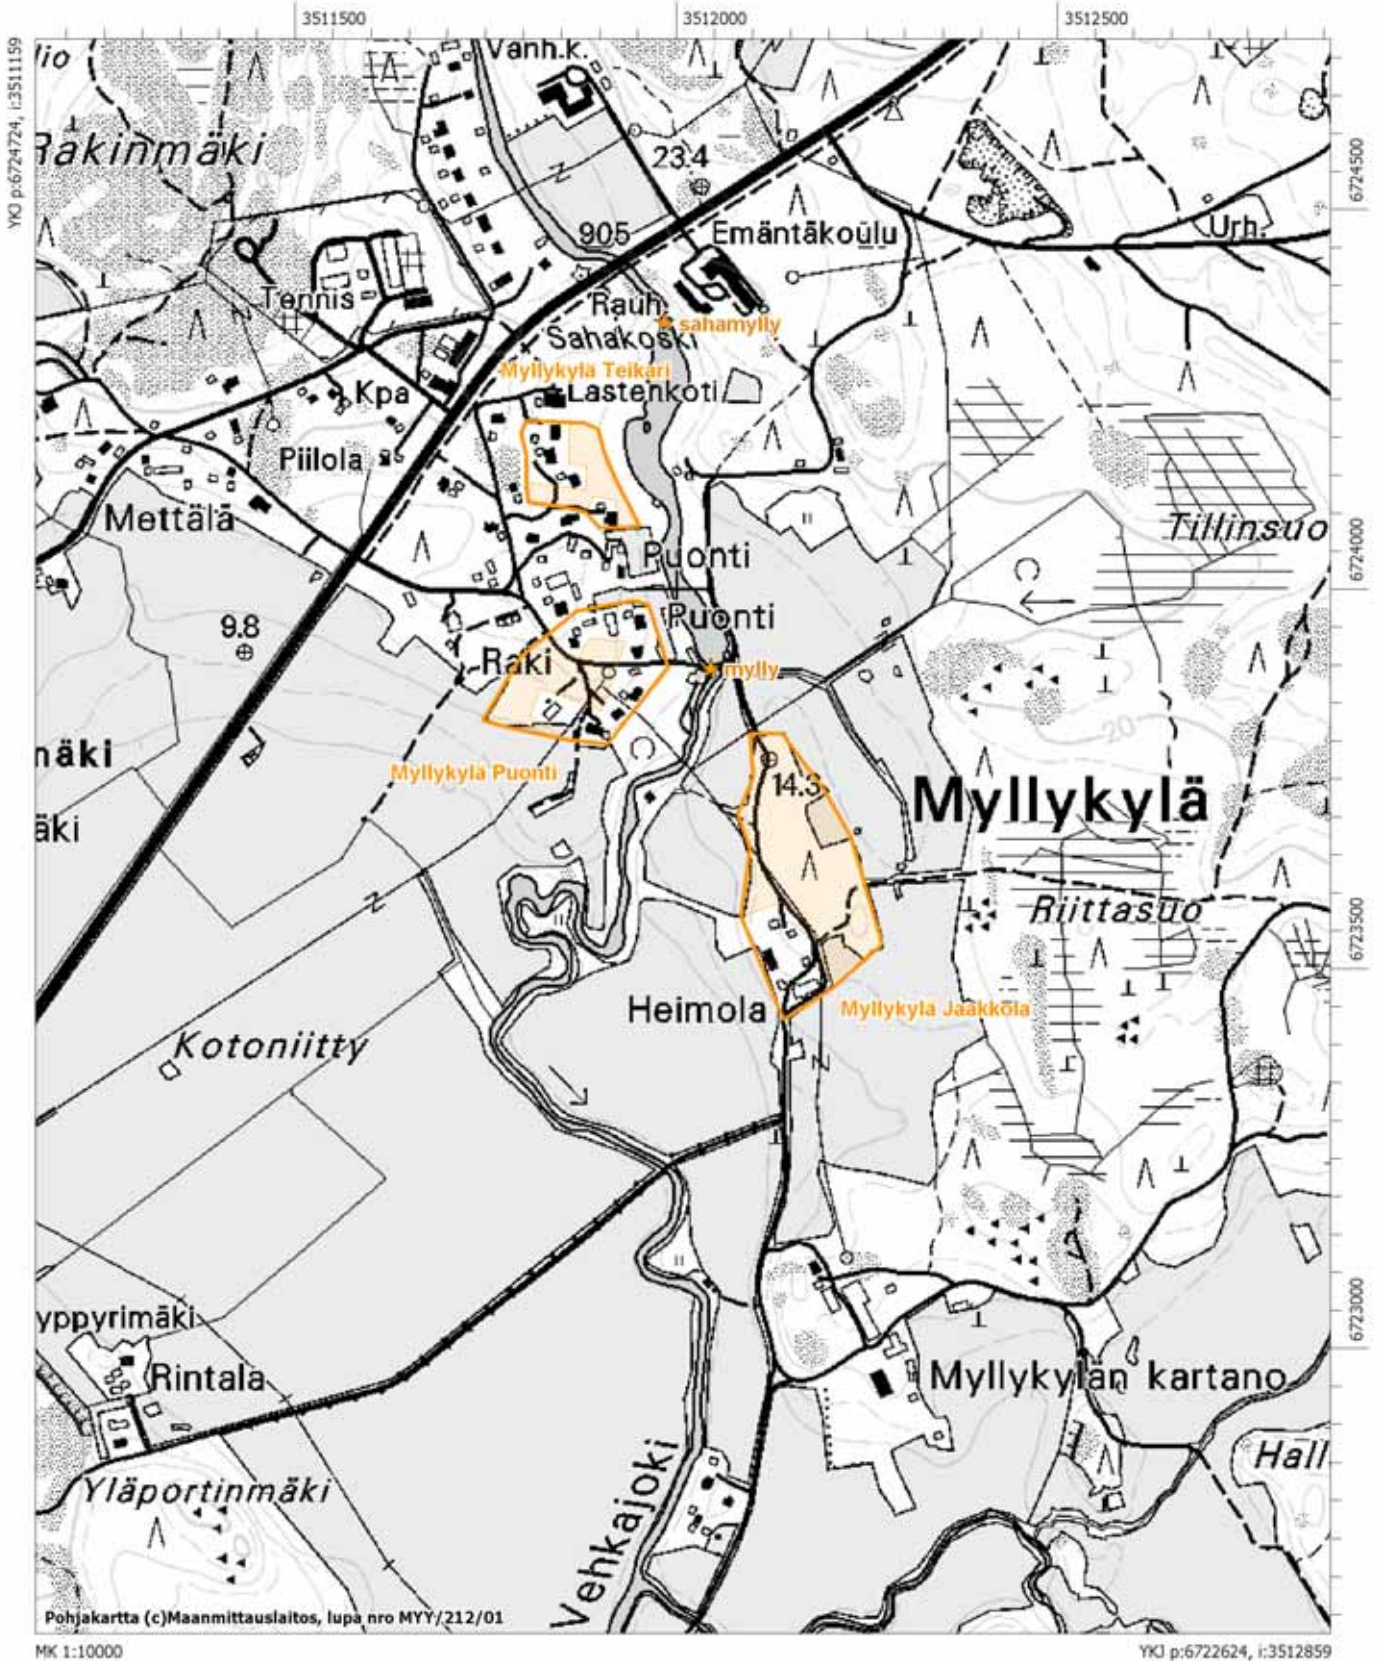 3511500
3512000
3512500
YKJ p:6724724, i:3511159
lio
Vanh.k.
Rakinmäki
23.4
6724500
905
Emäntäkoulu
Urh.
Tennis
Rauh.
sahamylly
Sahakoski
Myllykylä Teikari
Lastenkoti
Kpa
Piilola
Mettälä
Tillinsuo
6724000
Puonti
Puonti
9.8
Raki
mylly
20
mäki
Myllykylä Puonti
14.3
Myllykylä
äki
Riittasuo
6723500
Heimola
Myllykylä Jaakkola
Kotoniitty
yppyrimäki
6723000
Rintala
Myllykylän kartano
Hall
Yläportinmäki
Vehkajoki
Pohjakartta (c)Maanmittauslaitos, lupa nro MYY/212/01
MK 1:10000
YKJ p:6722624, i:3512859